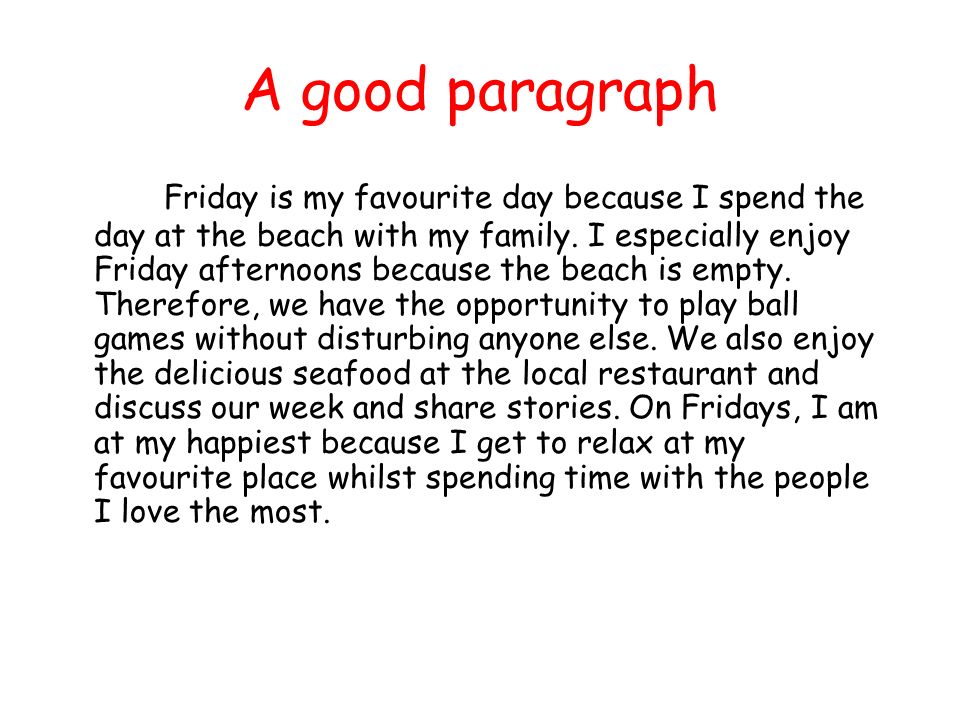 A good paragraph
Friday is my favourite day because I spend the
day at the beach with my family. I especially enjoy
Friday afternoons because the beach is empty.
Therefore, we have the opportunity to play ball
games without disturbing anyone else. We also enjoy
the delicious seafood at the local restaurant and
discuss our week and share stories. On Fridays, I am
at my happiest because I get to relax at my
favourite place whilst spending time with the people
I love the most.